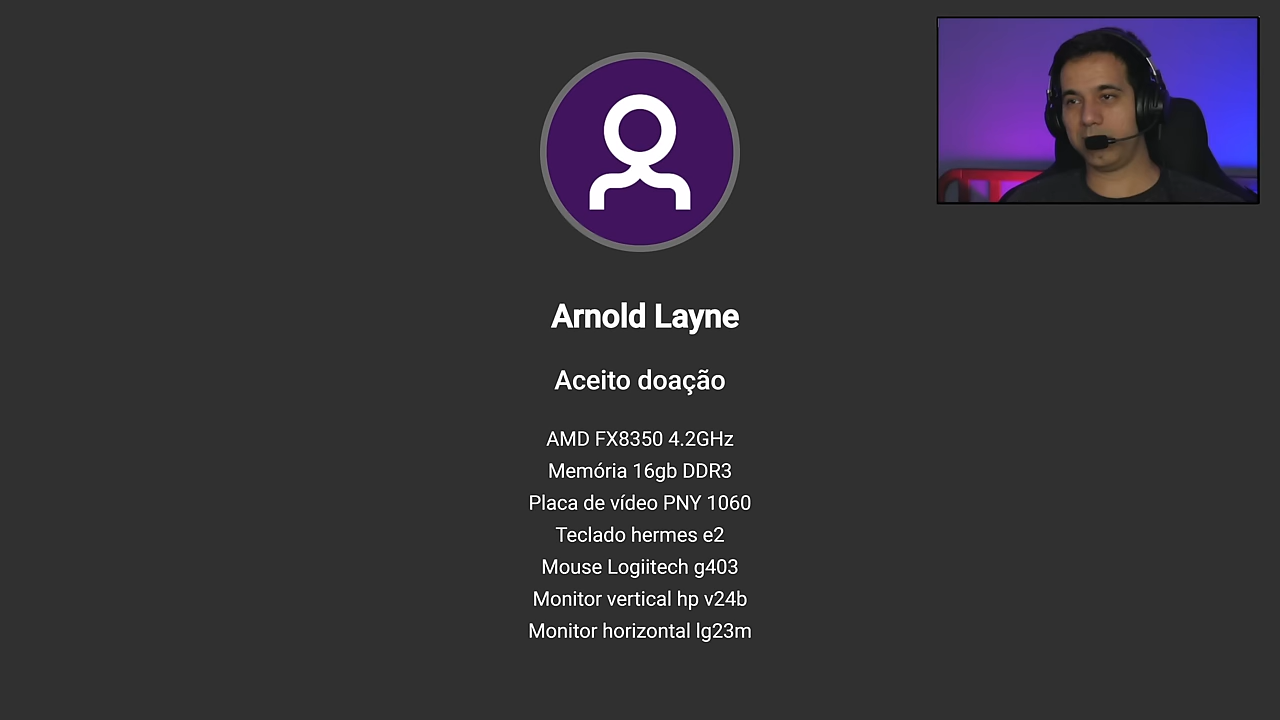 Arnold Layne
Aceito doação
AMD FX8350 4.2GHz
Memória 16gb DDR3
Placa de vídeo PNY 1060
Teclado hermes e2
Mouse Logiitech g403
Monitor vertical hp v24b
Monitor horizontal lg23m